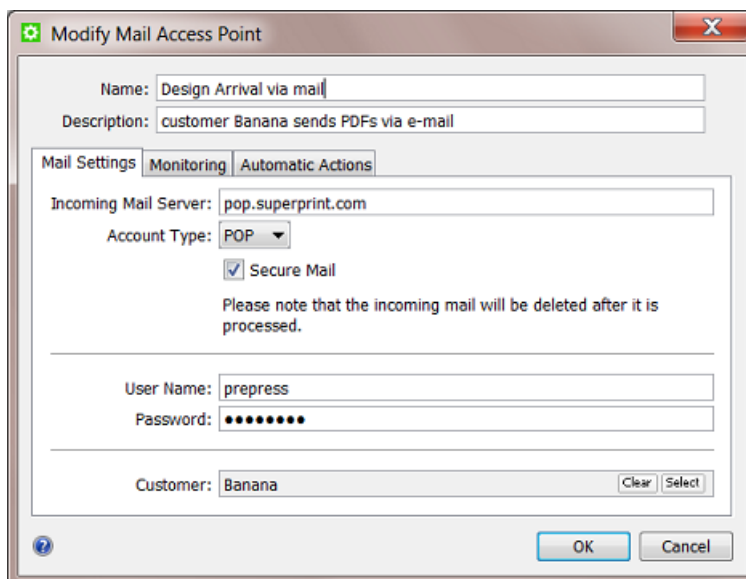 Modify Mail Access Point
Name: Design Arrival via mail
Description: customer Banana sends PDFs via e-mail
Mail Settings Monitoring Automatic Actions
Incoming Mail Server: pop.superprint.com
Account Type: POP
Secure Mail
Please note that the incoming mail will be deleted after it is
processed.
User Name: prepress
Password: ●●●●●●●●
Customer: Banana Clear Select
? OK Cancel